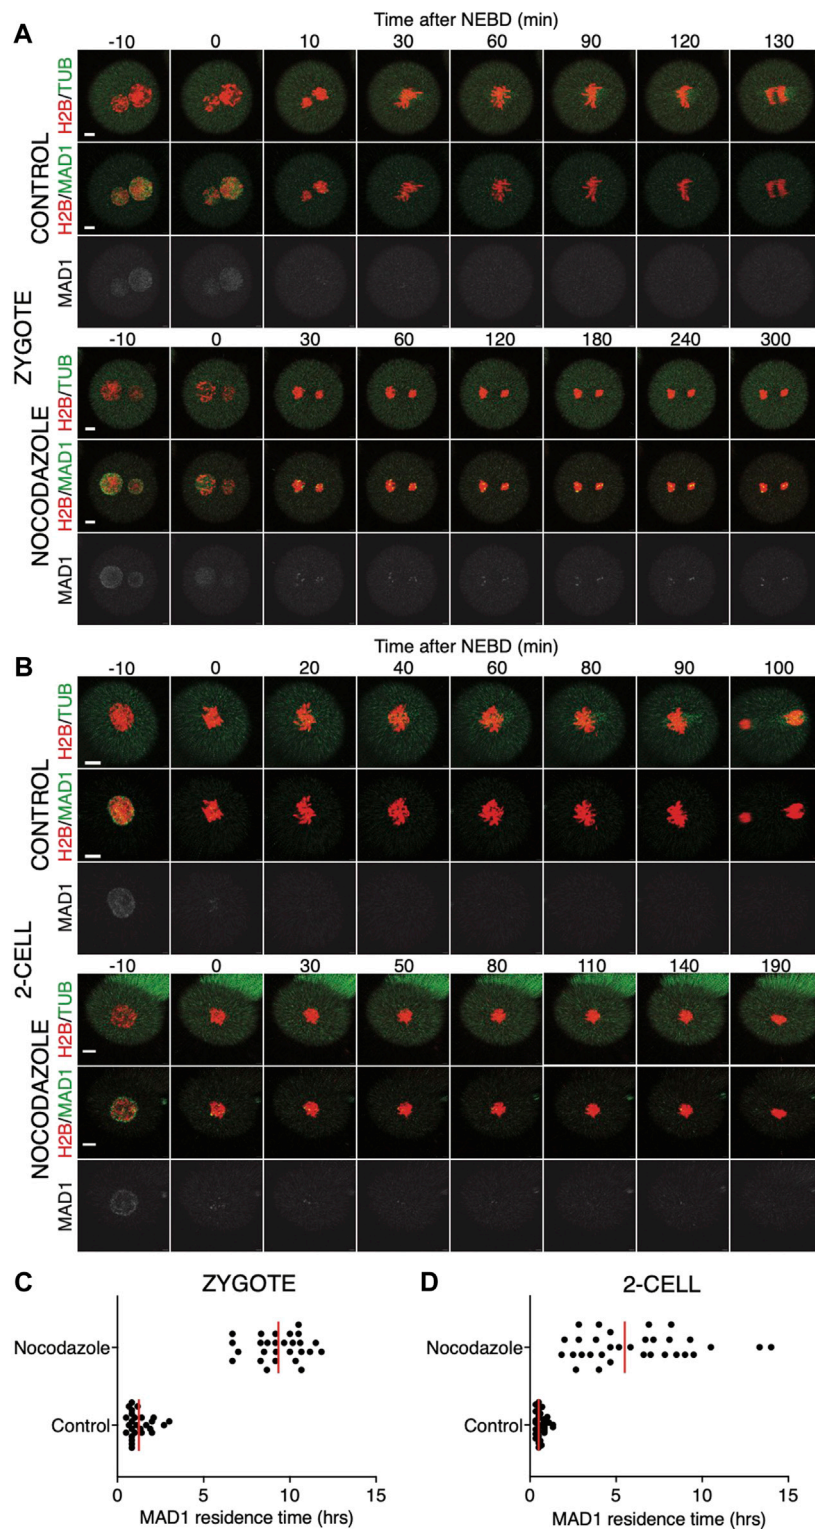 A
Time after NEBD (min)
-10 0 10 30 60 90 120 130
ZYGOTE
CONTROL
H2B/TUB
H2B/MAD1
MAD1
-10 0 30 60 120 180 240 300
NOCODAZOLE
H2B/TUB
H2B/MAD1
MAD1
B
Time after NEBD (min)
-10 0 20 40 60 80 90 100
2-CELL
CONTROL
H2B/TUB
H2B/MAD1
MAD1
-10 0 30 50 80 110 140 190
NOCODAZOLE
H2B/TUB
H2B/MAD1
MAD1
C
ZYGOTE
Nocodazole
Control
0 5 10 15
MAD1 residence time (hrs)
D
2-CELL
Nocodazole
Control
0 5 10 15
MAD1 residence time (hrs)